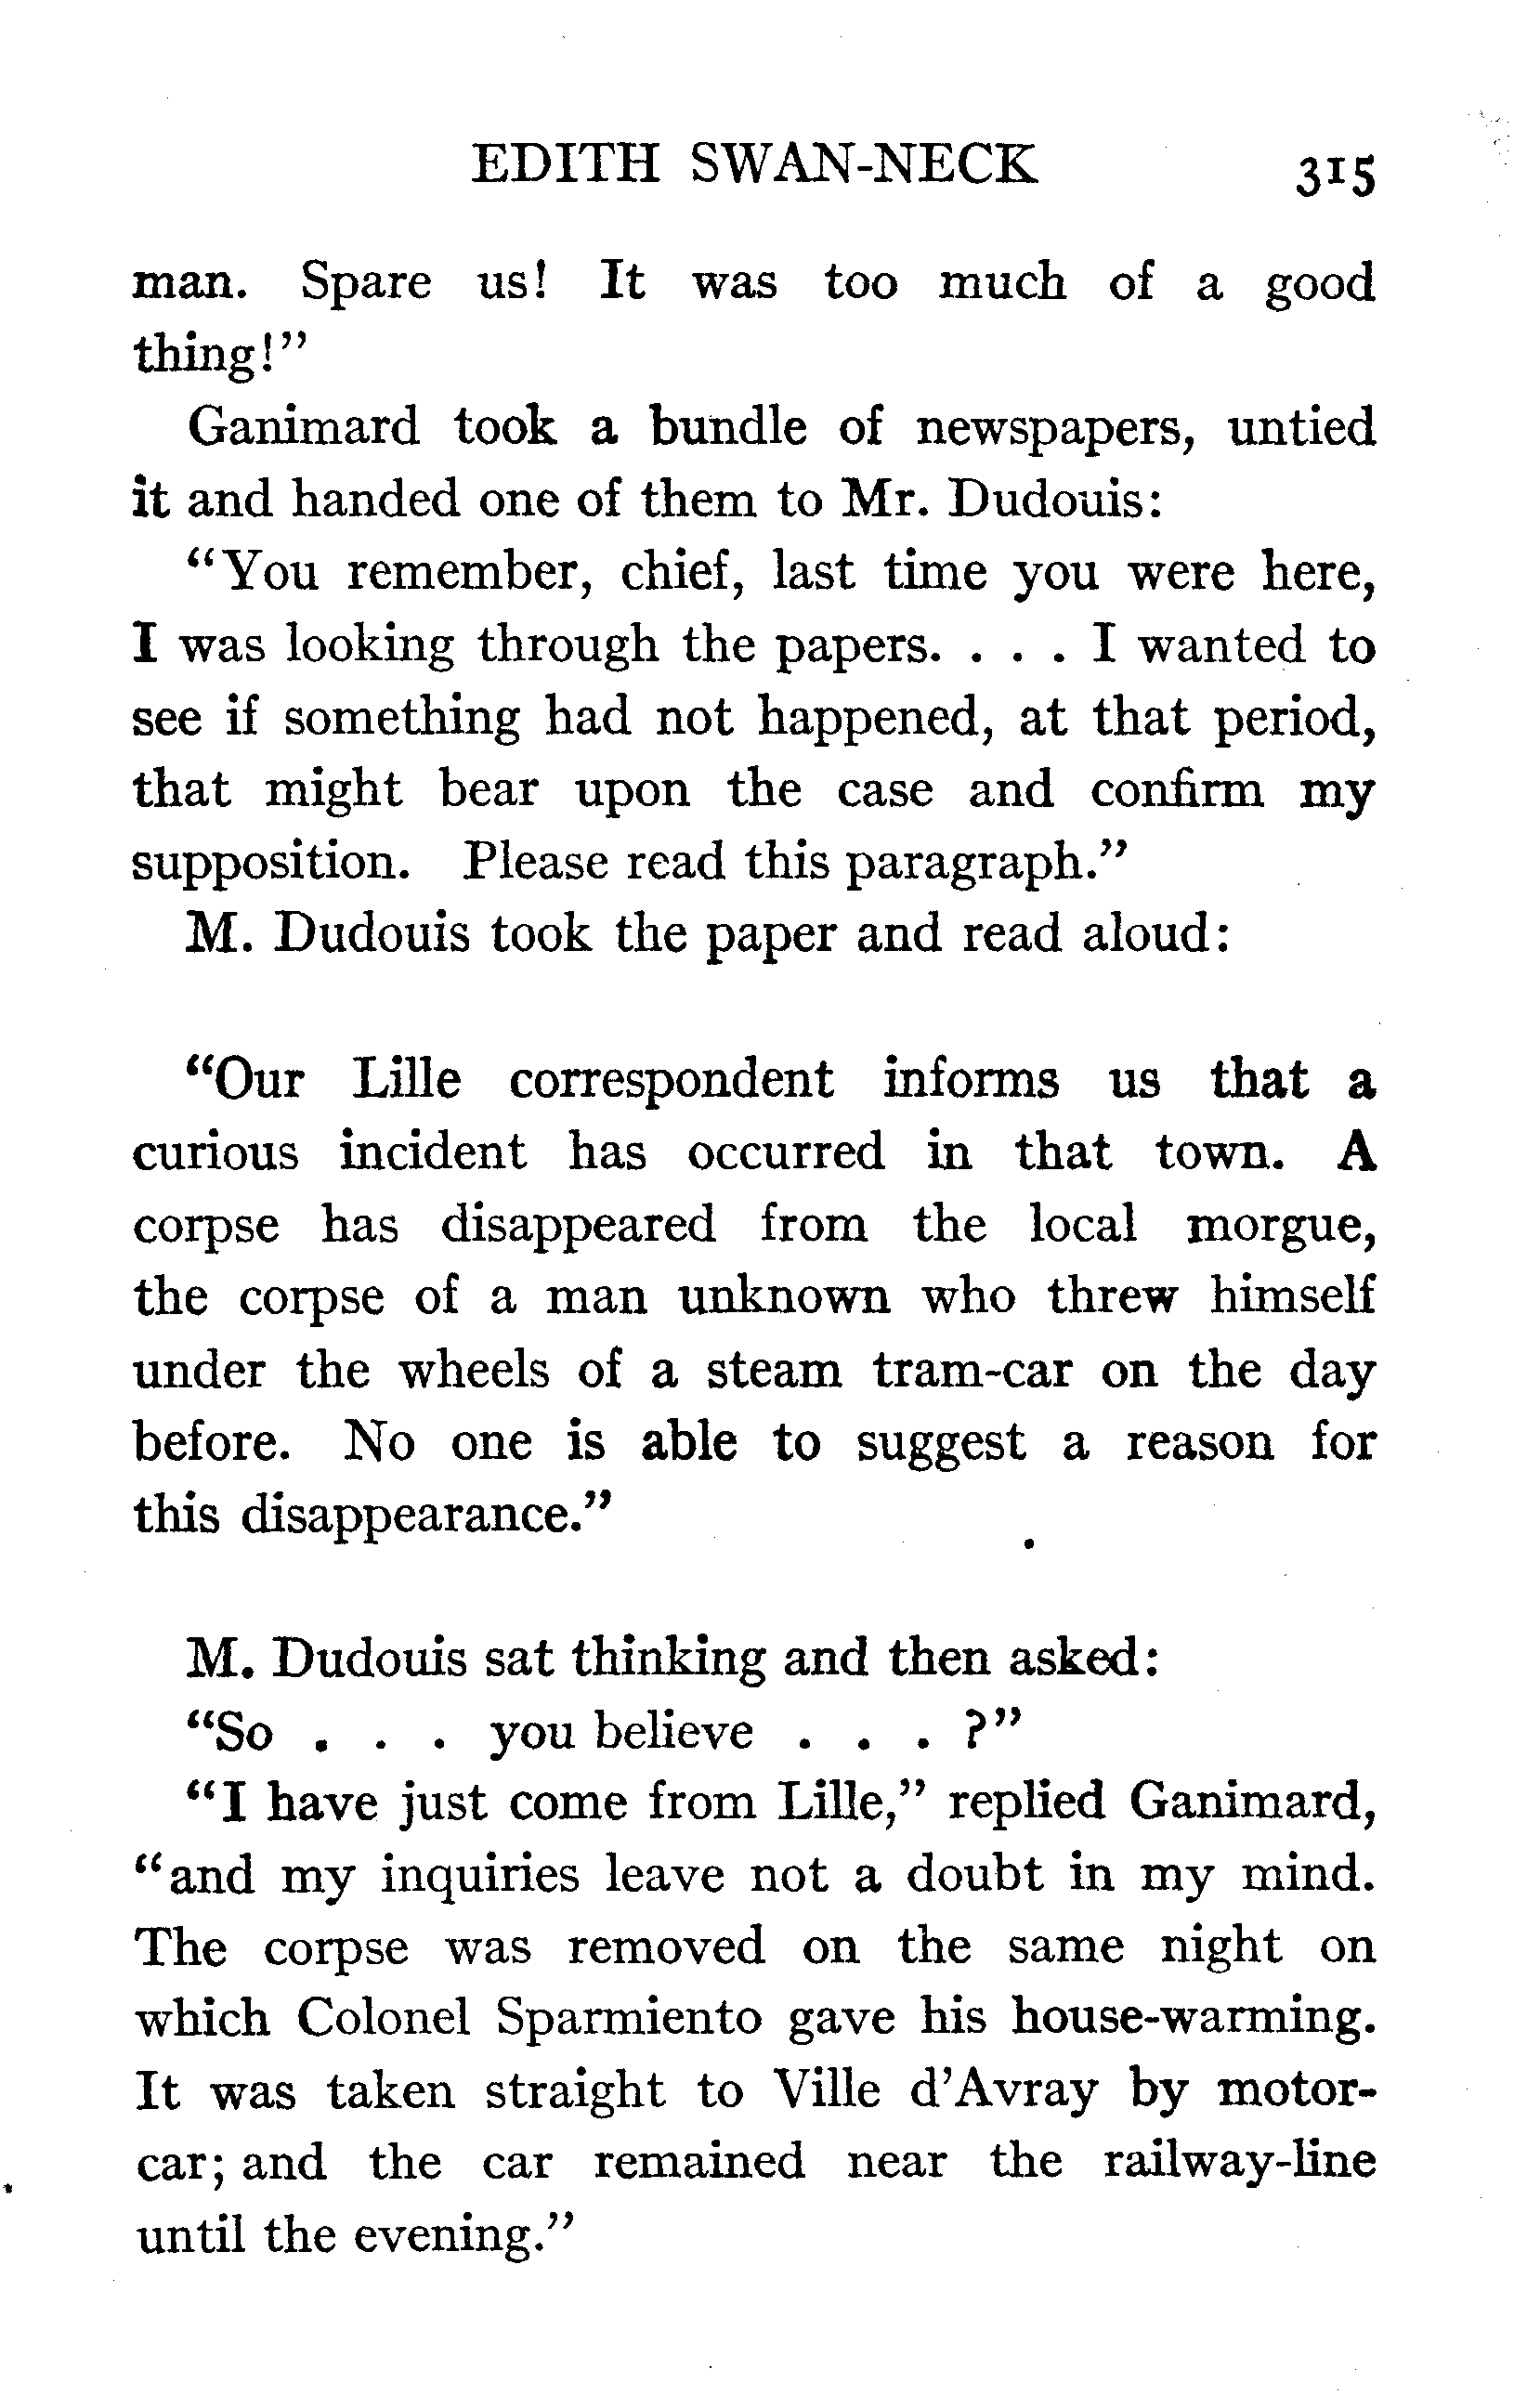 EDITH SWAN-NECK 315
man. Spare us! It was too much of a good
thing!”
Ganimard took a bundle of newspapers, untied
it and handed one of them to Mr. Dudouis:
“You remember, chief, last time you were here,
I was looking through the papers. . . . I wanted to
see if something had not happened, at that period,
that might bear upon the case and confirm my
supposition. Please read this paragraph.”
M. Dudouis took the paper and read aloud:
“Our Lille correspondent informs us that a
curious incident has occurred in that town. A
corpse has disappeared from the local morgue,
the corpse of a man unknown who threw himself
under the wheels of a steam tram-car on the day
before. No one is able to suggest a reason for
this disappearance.”
M. Dudouis sat thinking and then asked:
“So . . . you believe . . . ?”
“I have just come from Lille,” replied Ganimard,
“and my inquiries leave not a doubt in my mind.
The corpse was removed on the same night on
which Colonel Sparmiento gave his house-warming.
It was taken straight to Ville d’Avray by motor-
car; and the car remained near the railway-line
until the evening.”